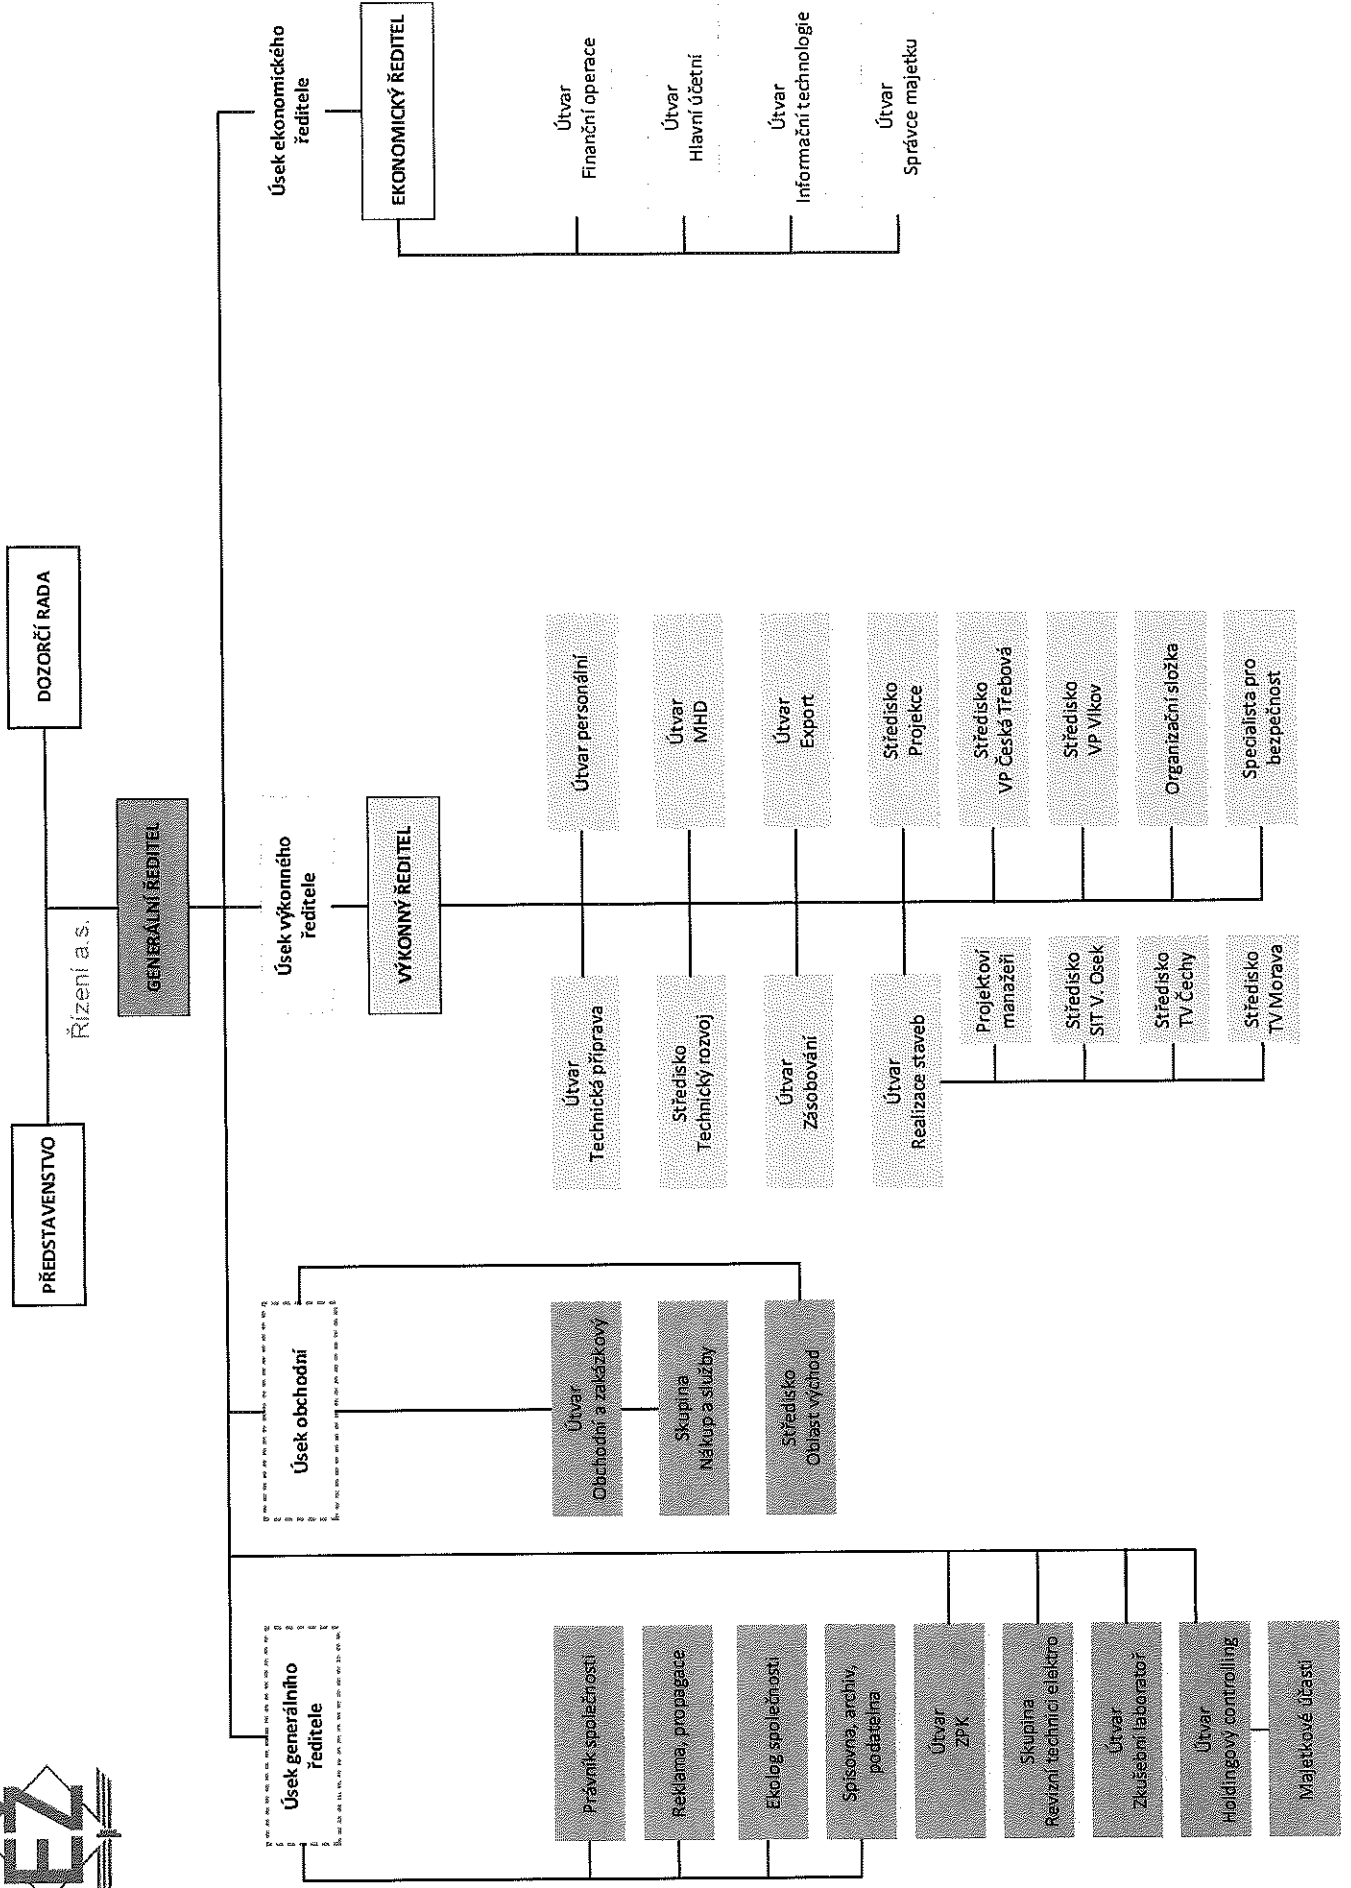 EŽ
PŘEDSTAVENSTVO
DOZORČÍ RADA
Řízení a.s.
GENERÁLNÍ ŘEDITEL
Úsek generálního
ředitele
Úsek obchodní
Úsek výkonného
ředitele
Úsek ekonomického
ředitele
VÝKONNÝ ŘEDITEL
EKONOMICKÝ ŘEDITEL
Právník společnosti
Reklama, propagace
Ekolog společnosti
Spisovna, archiv,
podatelna
Útvar
ZPK
Skupina
Revizní technici elektro
Útvar
Zkušební laboratoř
Útvar
Holdingový controlling
Majetkové účasti
Útvar
Obchodní a zakázkový
Skupina
Nákup a služby
Středisko
Oblast východ
Útvar
Technická příprava
Středisko
Technický rozvoj
Útvar
Zásobování
Útvar
Realizace staveb
Projektoví
manažeři
Středisko
SIT V. Osek
Středisko
TV Čechy
Středisko
TV Morava
Útvar personální
Útvar
MHD
Útvar
Export
Středisko
Projekce
Středisko
VP Česká Třebová
Středisko
VP Vlkov
Organizační složka
Specialista pro
bezpečnost
Útvar
Finanční operace
Útvar
Hlavní účetní
Útvar
Informační technologie
Útvar
Správce majetku